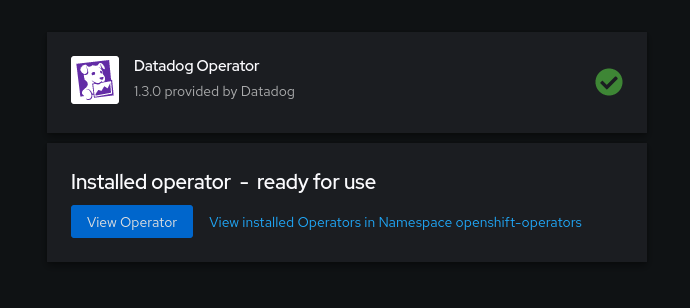 Datadog Operator
1.3.0 provided by Datadog
Installed operator - ready for use
View Operator
View installed Operators in Namespace openshift-operators